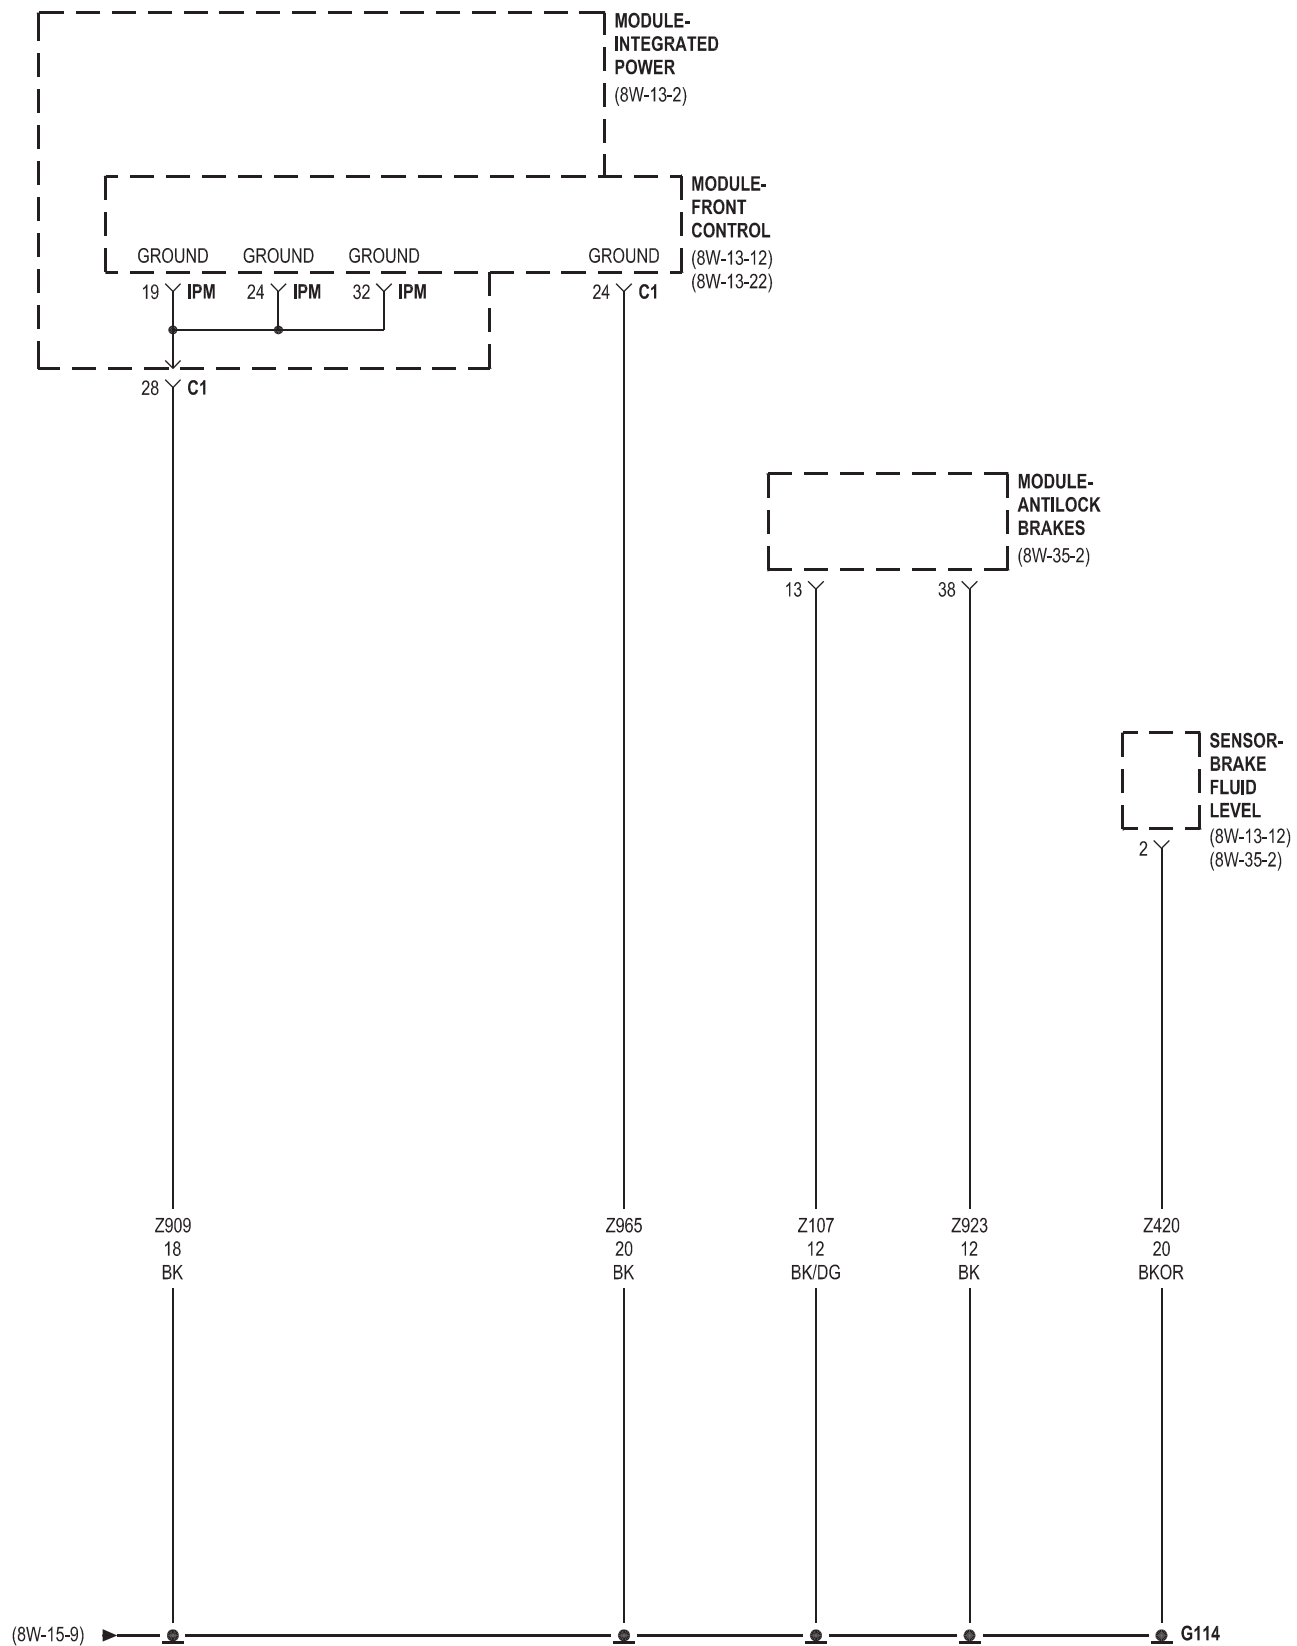 MODULE-
INTEGRATED
POWER
(8W-13-2)
MODULE-
FRONT
CONTROL
(8W-13-12)
(8W-13-22)
GROUND GROUND GROUND GROUND
19 IPM 24 IPM 32 IPM 24 C1
28 C1
MODULE-
ANTILOCK
BRAKES
(8W-35-2)
13 38
SENSOR-
BRAKE
FLUID
LEVEL
(8W-13-12)
(8W-35-2)
2
Z909 Z965 Z107 Z923 Z420
18 20 12 12 20
BK BK BK/DG BK BKOR
(8W-15-9) G114